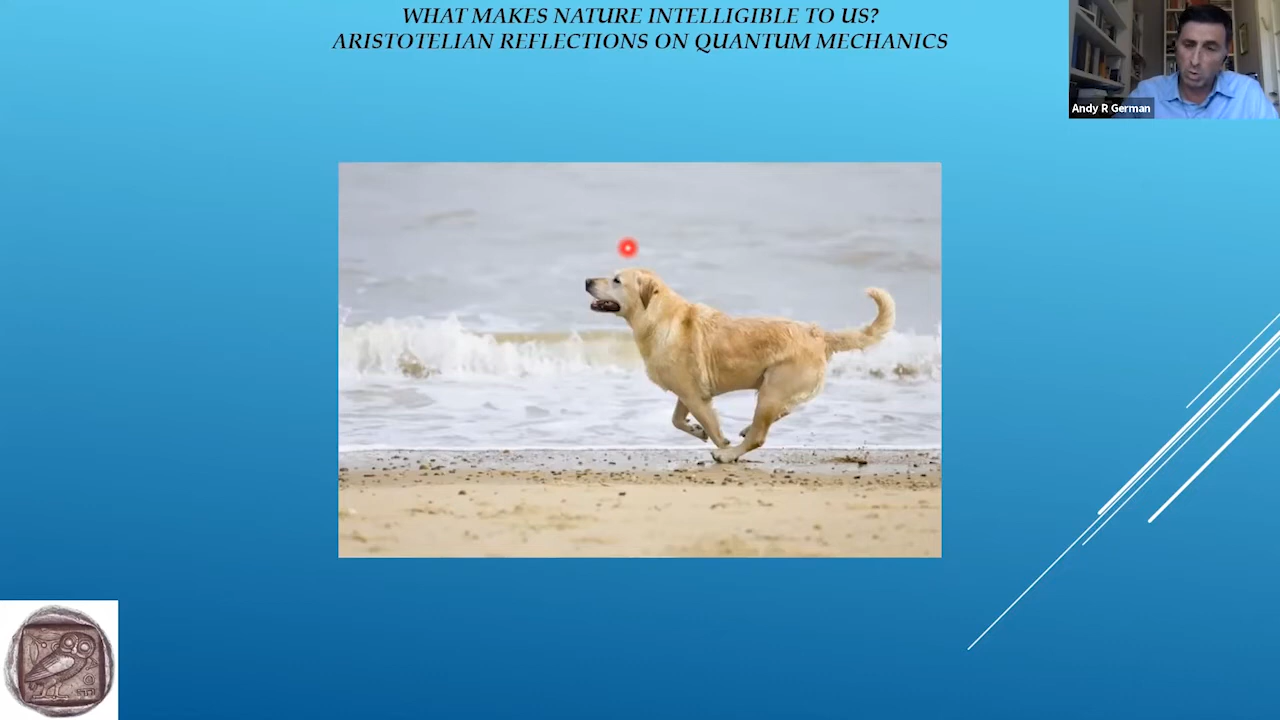 WHAT MAKES NATURE INTELLIGIBLE TO US?
ARISTOTELIAN REFLECTIONS ON QUANTUM MECHANICS
Andy R German